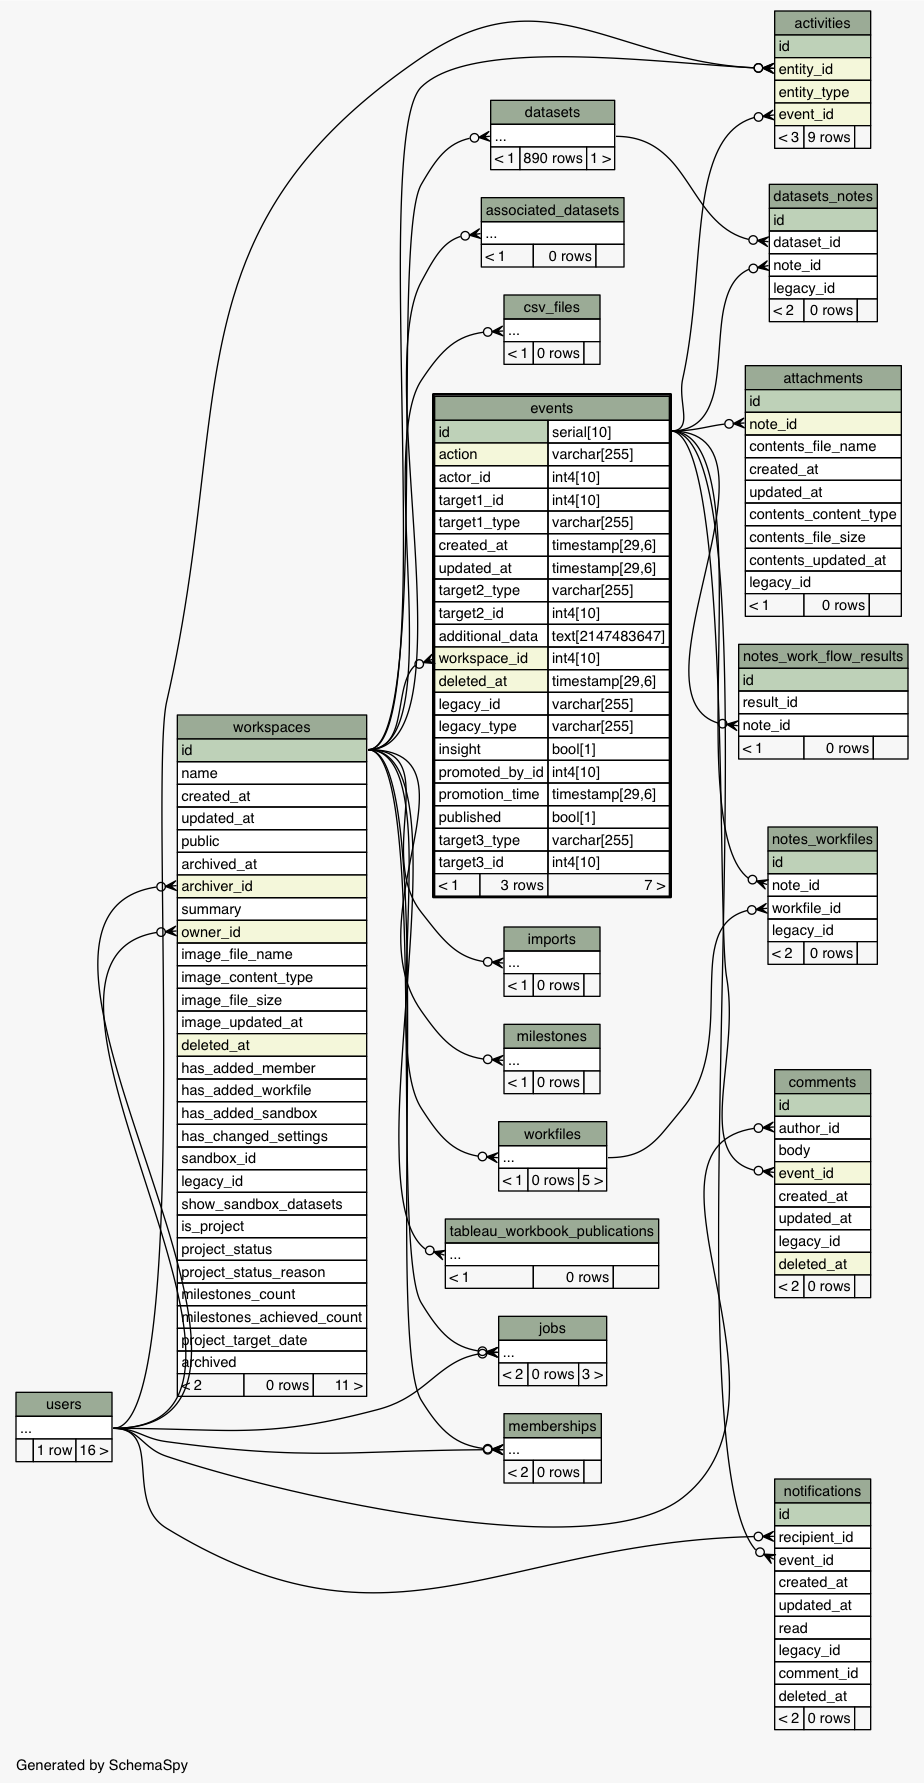 activities
id
entity_id
entity_type
event_id
< 3 9 rows
datasets
...
< 1 890 rows 1 >
associated_datasets
...
< 1 0 rows
csv_files
...
< 1 0 rows
datasets_notes
id
dataset_id
note_id
legacy_id
< 2 0 rows
attachments
id
note_id
contents_file_name
created_at
updated_at
contents_content_type
contents_file_size
contents_updated_at
legacy_id
< 1 0 rows
events
id serial[10]
action varchar[255]
actor_id int4[10]
target1_id int4[10]
target1_type varchar[255]
created_at timestamp[29,6]
updated_at timestamp[29,6]
target2_type varchar[255]
target2_id int4[10]
additional_data text[2147483647]
workspace_id int4[10]
deleted_at timestamp[29,6]
legacy_id varchar[255]
legacy_type varchar[255]
insight bool[1]
promoted_by_id int4[10]
promotion_time timestamp[29,6]
published bool[1]
target3_type varchar[255]
target3_id int4[10]
< 1 3 rows 7 >
notes_work_flow_results
id
result_id
note_id
< 1 0 rows
workspaces
id
name
created_at
updated_at
public
archived_at
archiver_id
summary
owner_id
image_file_name
image_content_type
image_file_size
image_updated_at
deleted_at
has_added_member
has_added_workfile
has_added_sandbox
has_changed_settings
sandbox_id
legacy_id
show_sandbox_datasets
is_project
project_status
project_status_reason
milestones_count
milestones_achieved_count
project_target_date
archived
< 2 0 rows 11 >
notes_workfiles
id
note_id
workfile_id
legacy_id
< 2 0 rows
imports
...
< 1 0 rows
milestones
...
< 1 0 rows
workfiles
...
< 1 0 rows 5 >
tableau_workbook_publications
...
< 1 0 rows
jobs
...
< 2 0 rows 3 >
memberships
...
< 2 0 rows
comments
id
author_id
body
event_id
created_at
updated_at
legacy_id
deleted_at
< 2 0 rows
users
...
1 row 16 >
notifications
id
recipient_id
event_id
created_at
updated_at
read
legacy_id
comment_id
deleted_at
< 2 0 rows
Generated by SchemaSpy